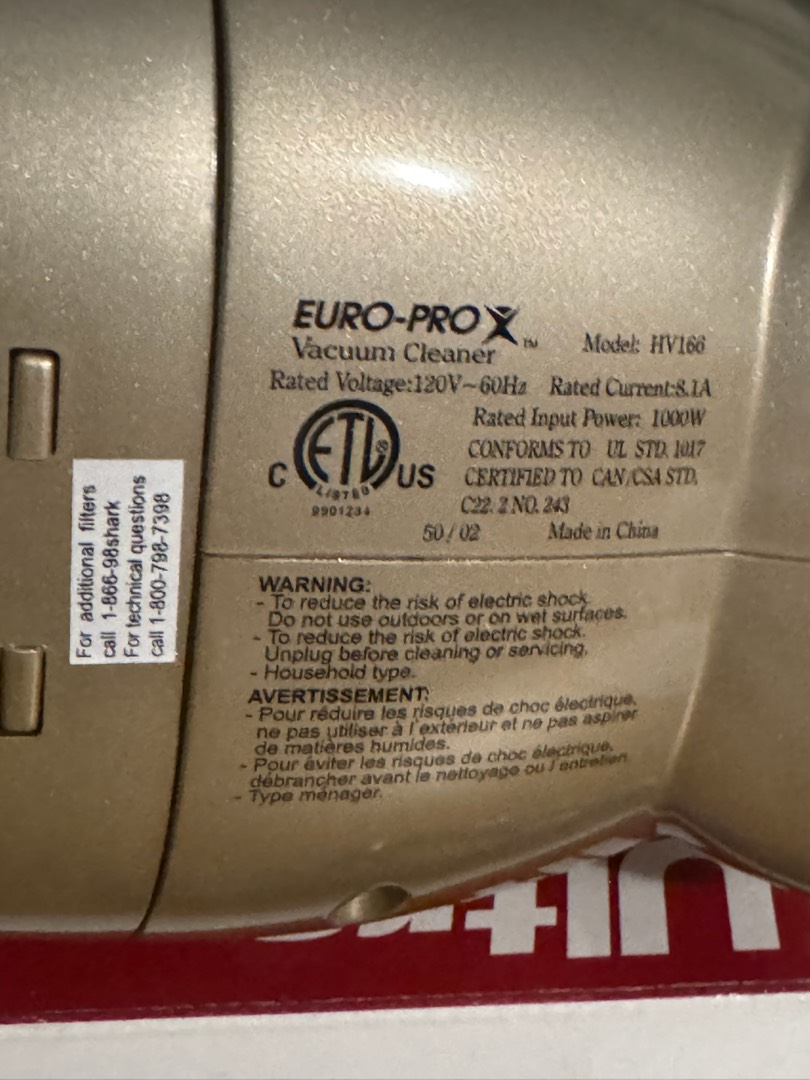 EURO-PRO X™
Vacuum Cleaner
Model: HV166
Rated Voltage:120V~60Hz Rated Current:8.1A
Rated Input Power: 1000W
CONFORMS TO UL STD. 1017
CERTIFIED TO CAN/CSA STD.
C22. 2 NO. 243
C ETL ® US
LISTED
9901234
50 / 02 Made in China
WARNING:
- To reduce the risk of electric shock.
Do not use outdoors or on wet surfaces.
- To reduce the risk of electric shock.
Unplug before cleaning or servicing.
- Household type.
AVERTISSEMENT:
- Pour réduire les risques de choc électrique,
ne pas utiliser à l'extérieur et ne pas aspirer
de matières humides.
- Pour éviter les risques de choc électrique,
débrancher avant le nettoyage ou l'entretien
- Type ménager.
For additional filters
call 1-866-98shark
For technical questions
call 1-800-798-7398